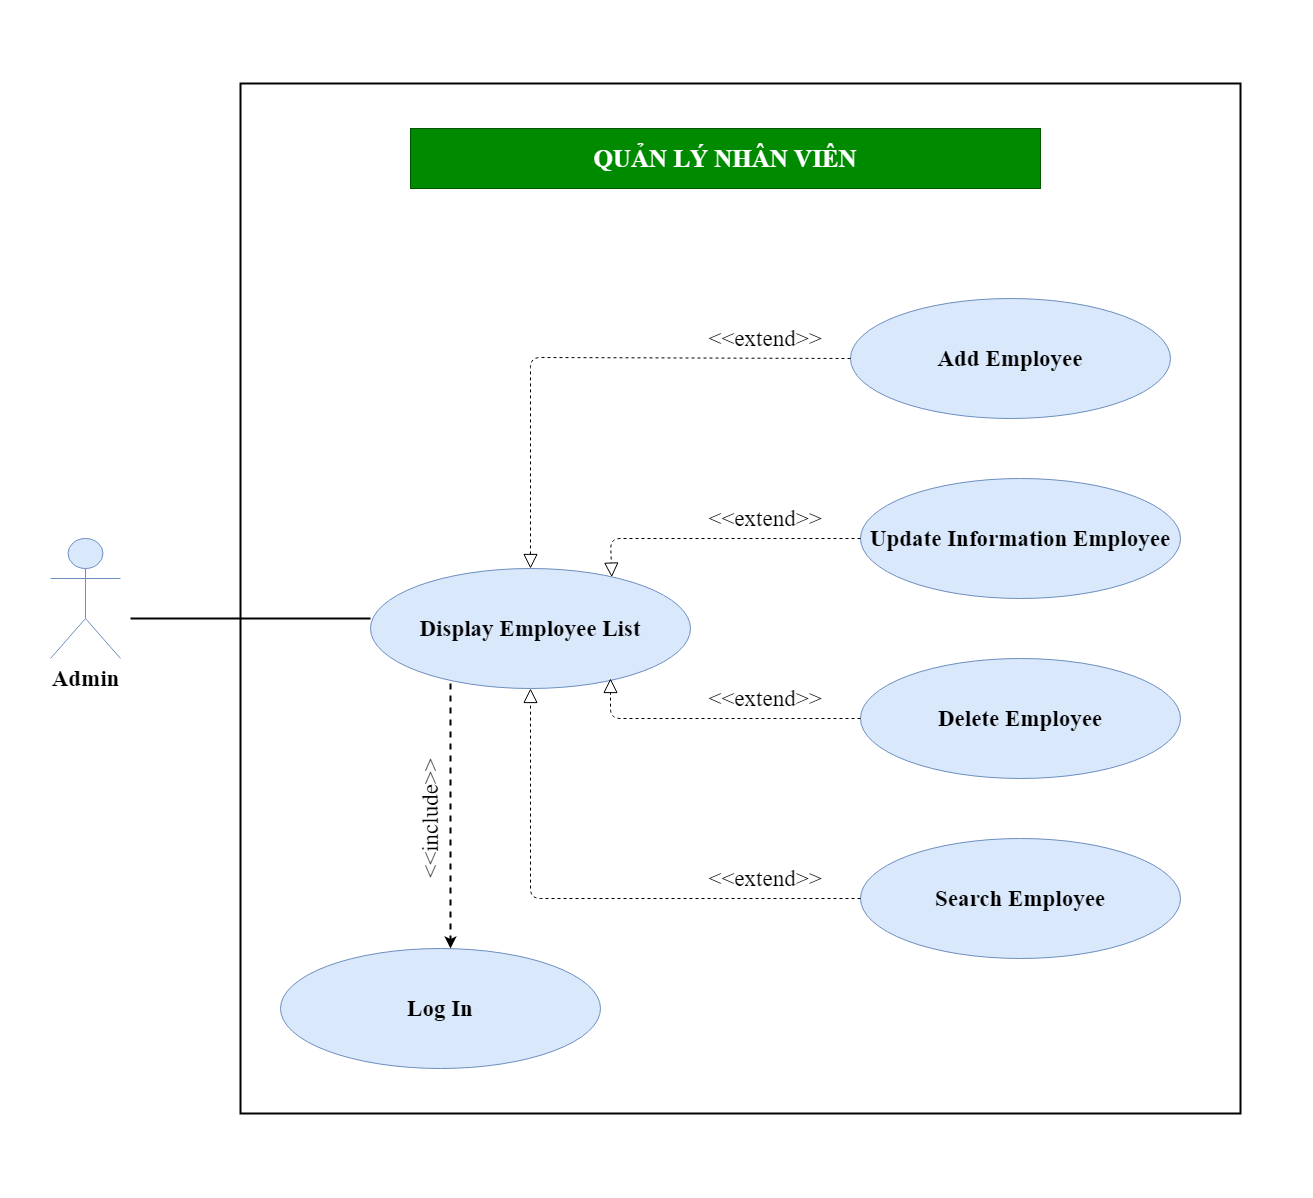 QUẢN LÝ NHÂN VIÊN
<<extend>>
Add Employee
<<extend>>
Update Information Employee
Display Employee List
Admin
<<extend>>
Delete Employee
<<include>>
<<extend>>
Search Employee
Log In